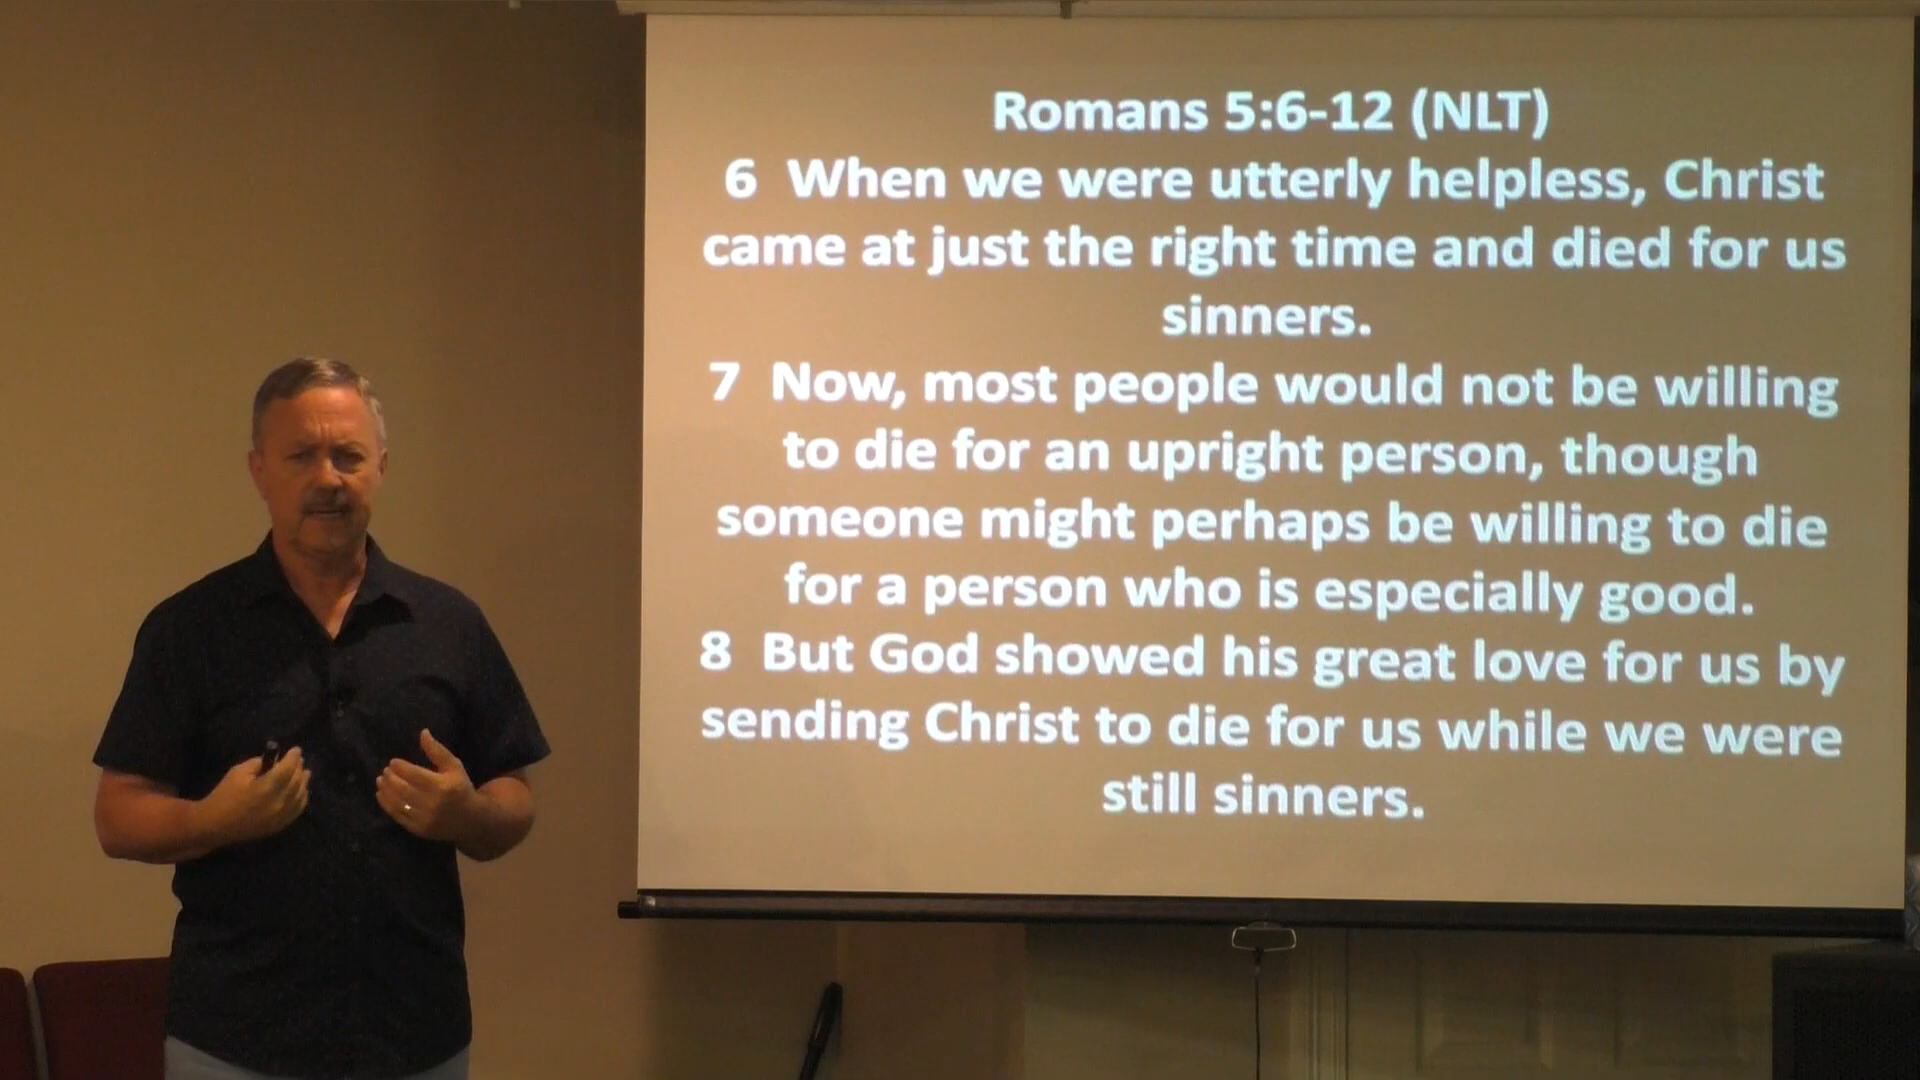 Romans 5:6-12 (NLT)
6 When we were utterly helpless, Christ
came at just the right time and died for us
sinners.
7 Now, most people would not be willing
to die for an upright person, though
someone might perhaps be willing to die
for a person who is especially good.
8 But God showed his great love for us by
sending Christ to die for us while we were
still sinners.